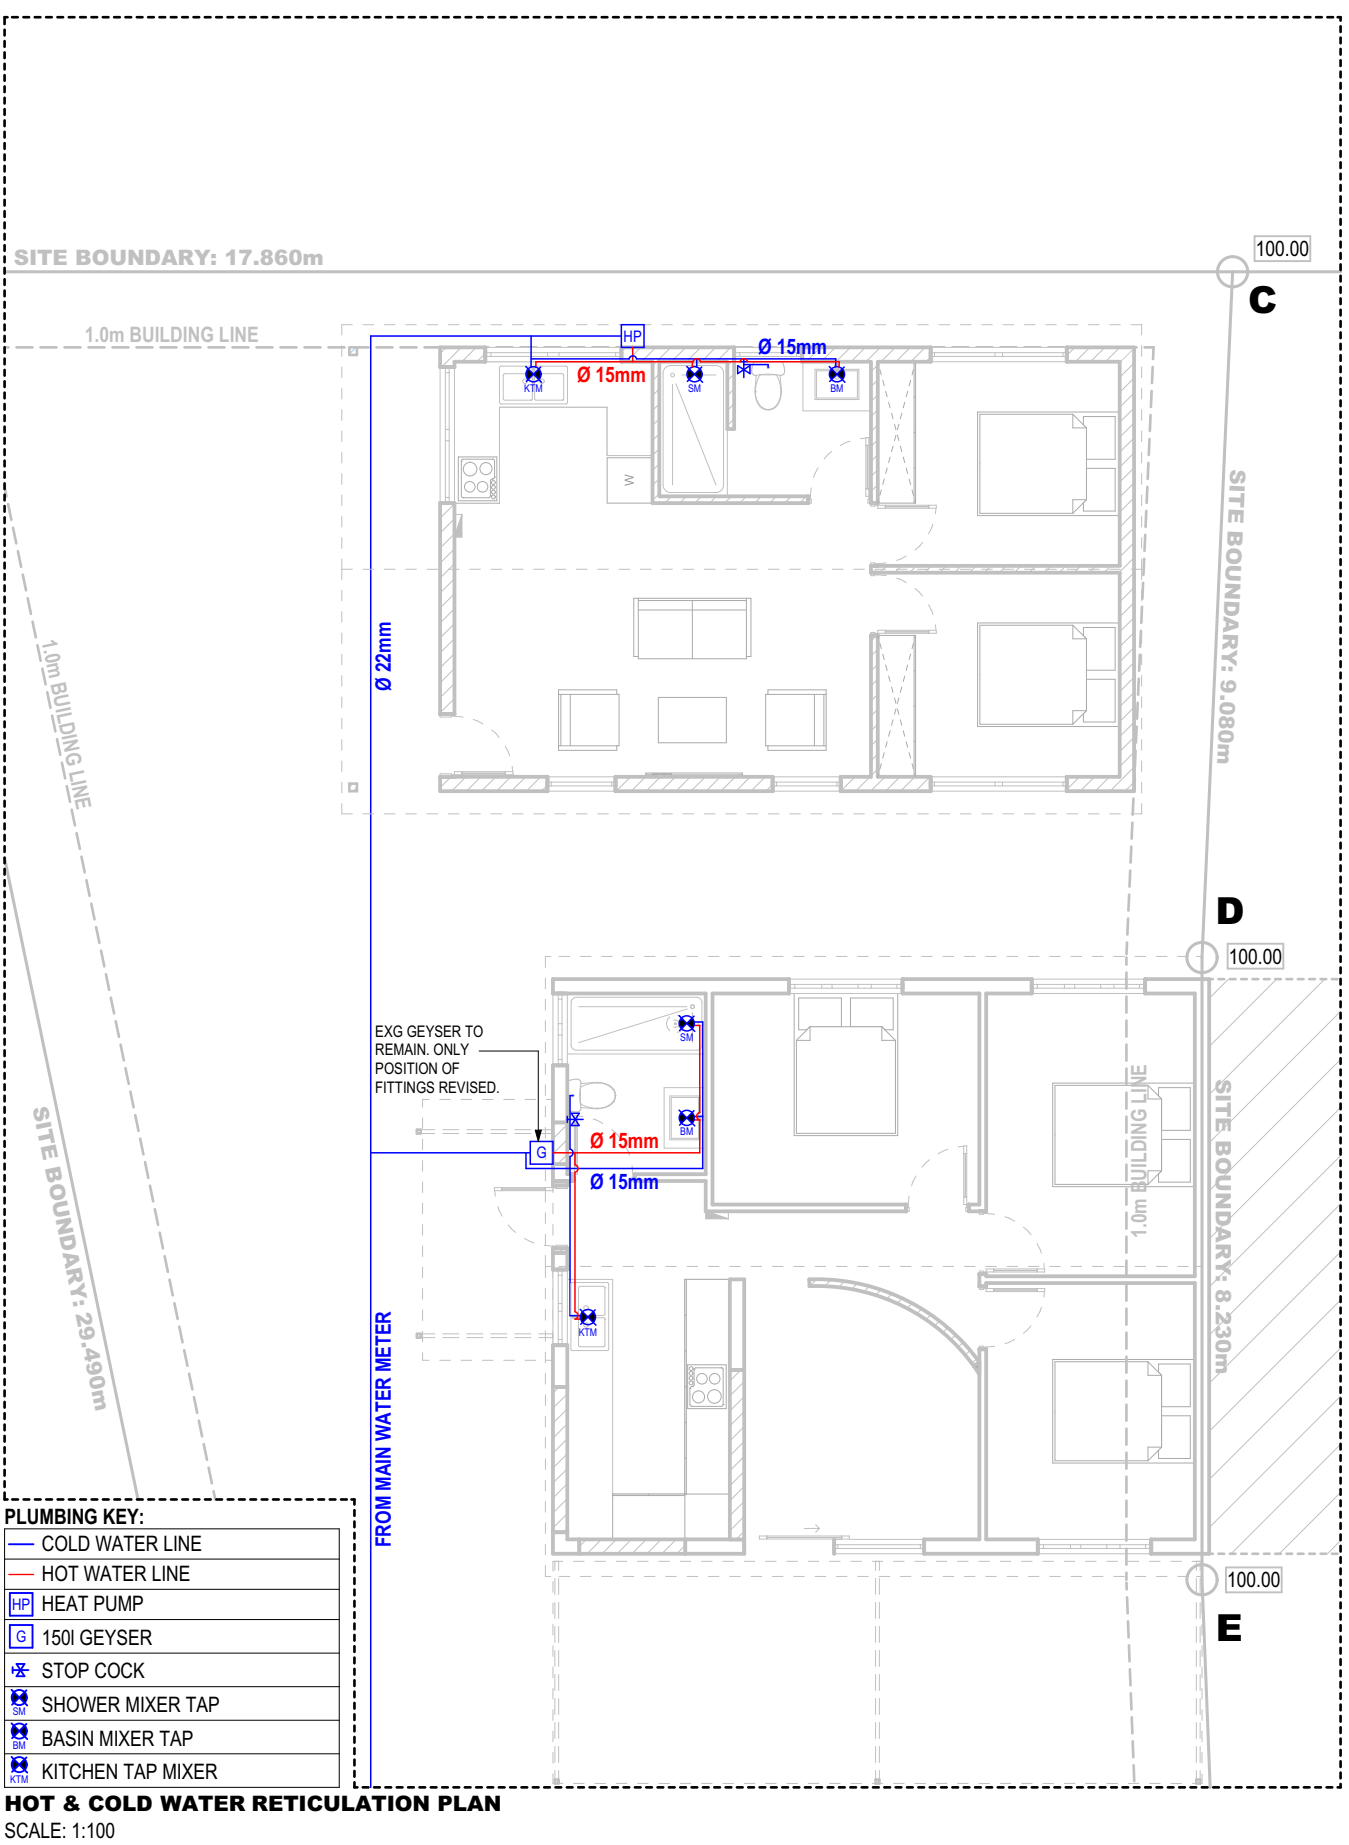 SITE BOUNDARY: 17.860m
100.00
C
1.0m BUILDING LINE
HP
Ø 15mm
Ø 15mm
KTM
SM
BM
W
SITE BOUNDARY: 9.080m
Ø 22mm
1.0m BUILDING LINE
D
100.00
EXG GEYSER TO
REMAIN. ONLY
POSITION OF
FITTINGS REVISED.
SM
BM
G
Ø 15mm
Ø 15mm
1.0m BUILDING LINE
SITE BOUNDARY: 8.230m
SITE BOUNDARY: 29.490m
KTM
FROM MAIN WATER METER
100.00
E
PLUMBING KEY:
COLD WATER LINE
HOT WATER LINE
HP HEAT PUMP
G 150l GEYSER
STOP COCK
SM SHOWER MIXER TAP
BM BASIN MIXER TAP
KTM KITCHEN TAP MIXER
HOT & COLD WATER RETICULATION PLAN
SCALE: 1:100